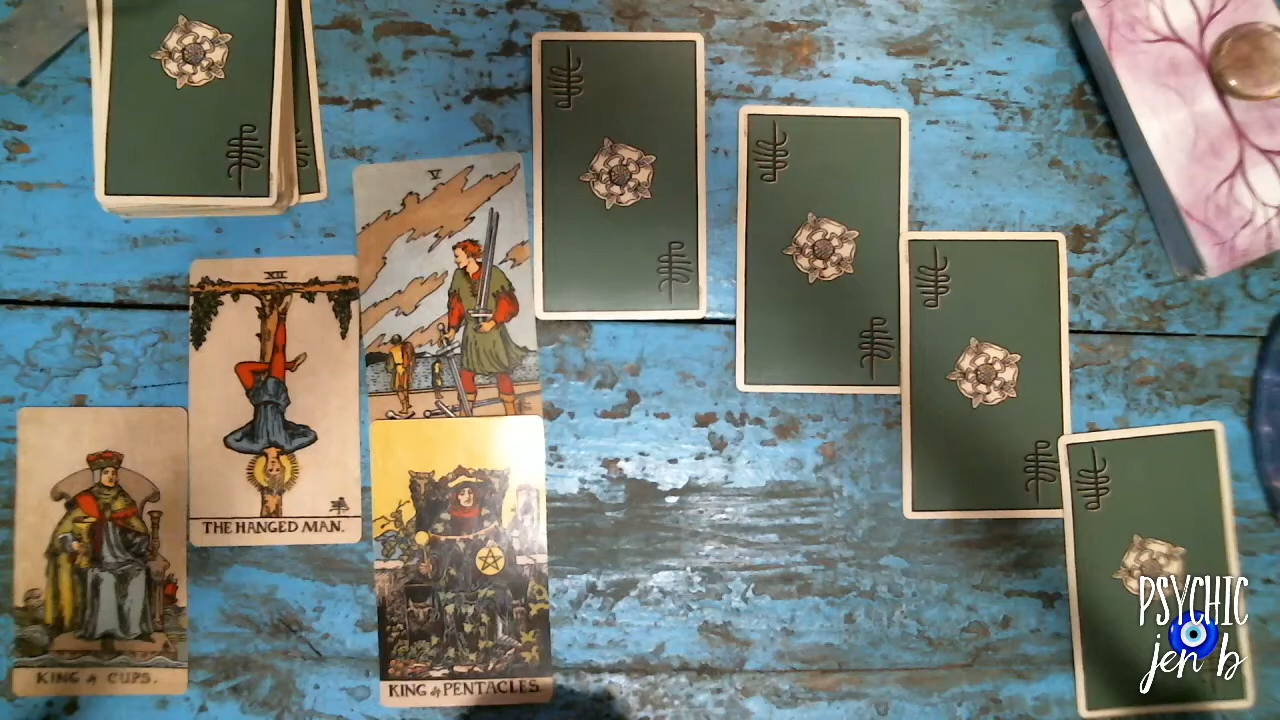 V
XII
THE HANGED MAN.
KING of CUPS.
KING of PENTACLES.
PSYCHIC
jen b